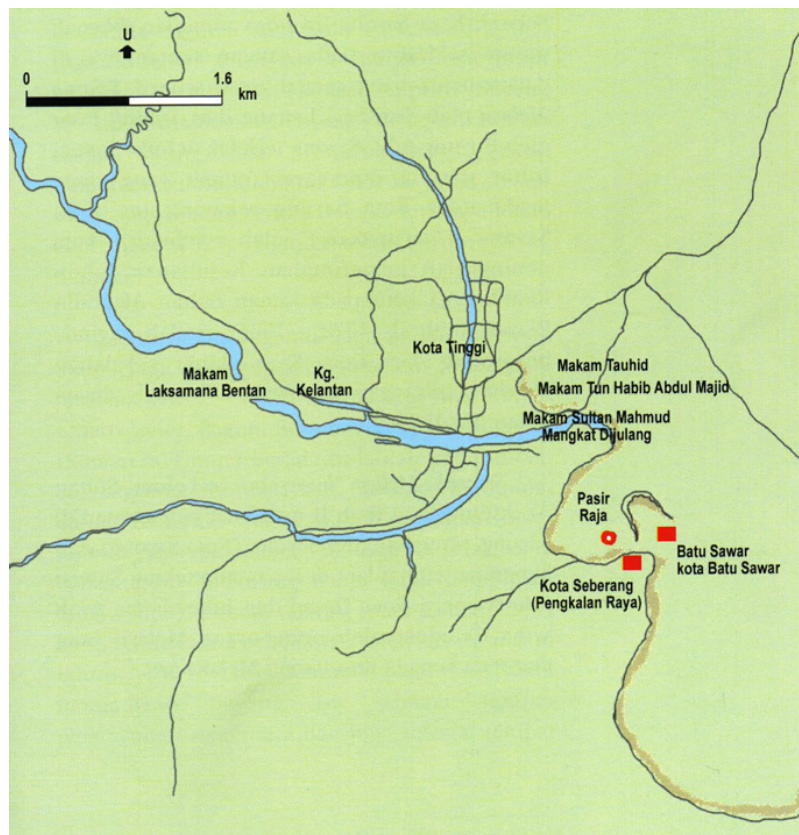 U
0 1.6
km
Kota Tinggi
Makam
Laksamana Bentan
Kg.
Kelantan
Makam Tauhid
Makam Tun Habib Abdul Majid
Makam Sultan Mahmud
Mangkat Dijulang
Pasir
Raja
Batu Sawar
kota Batu Sawar
Kota Seberang
(Pengkalan Raya)